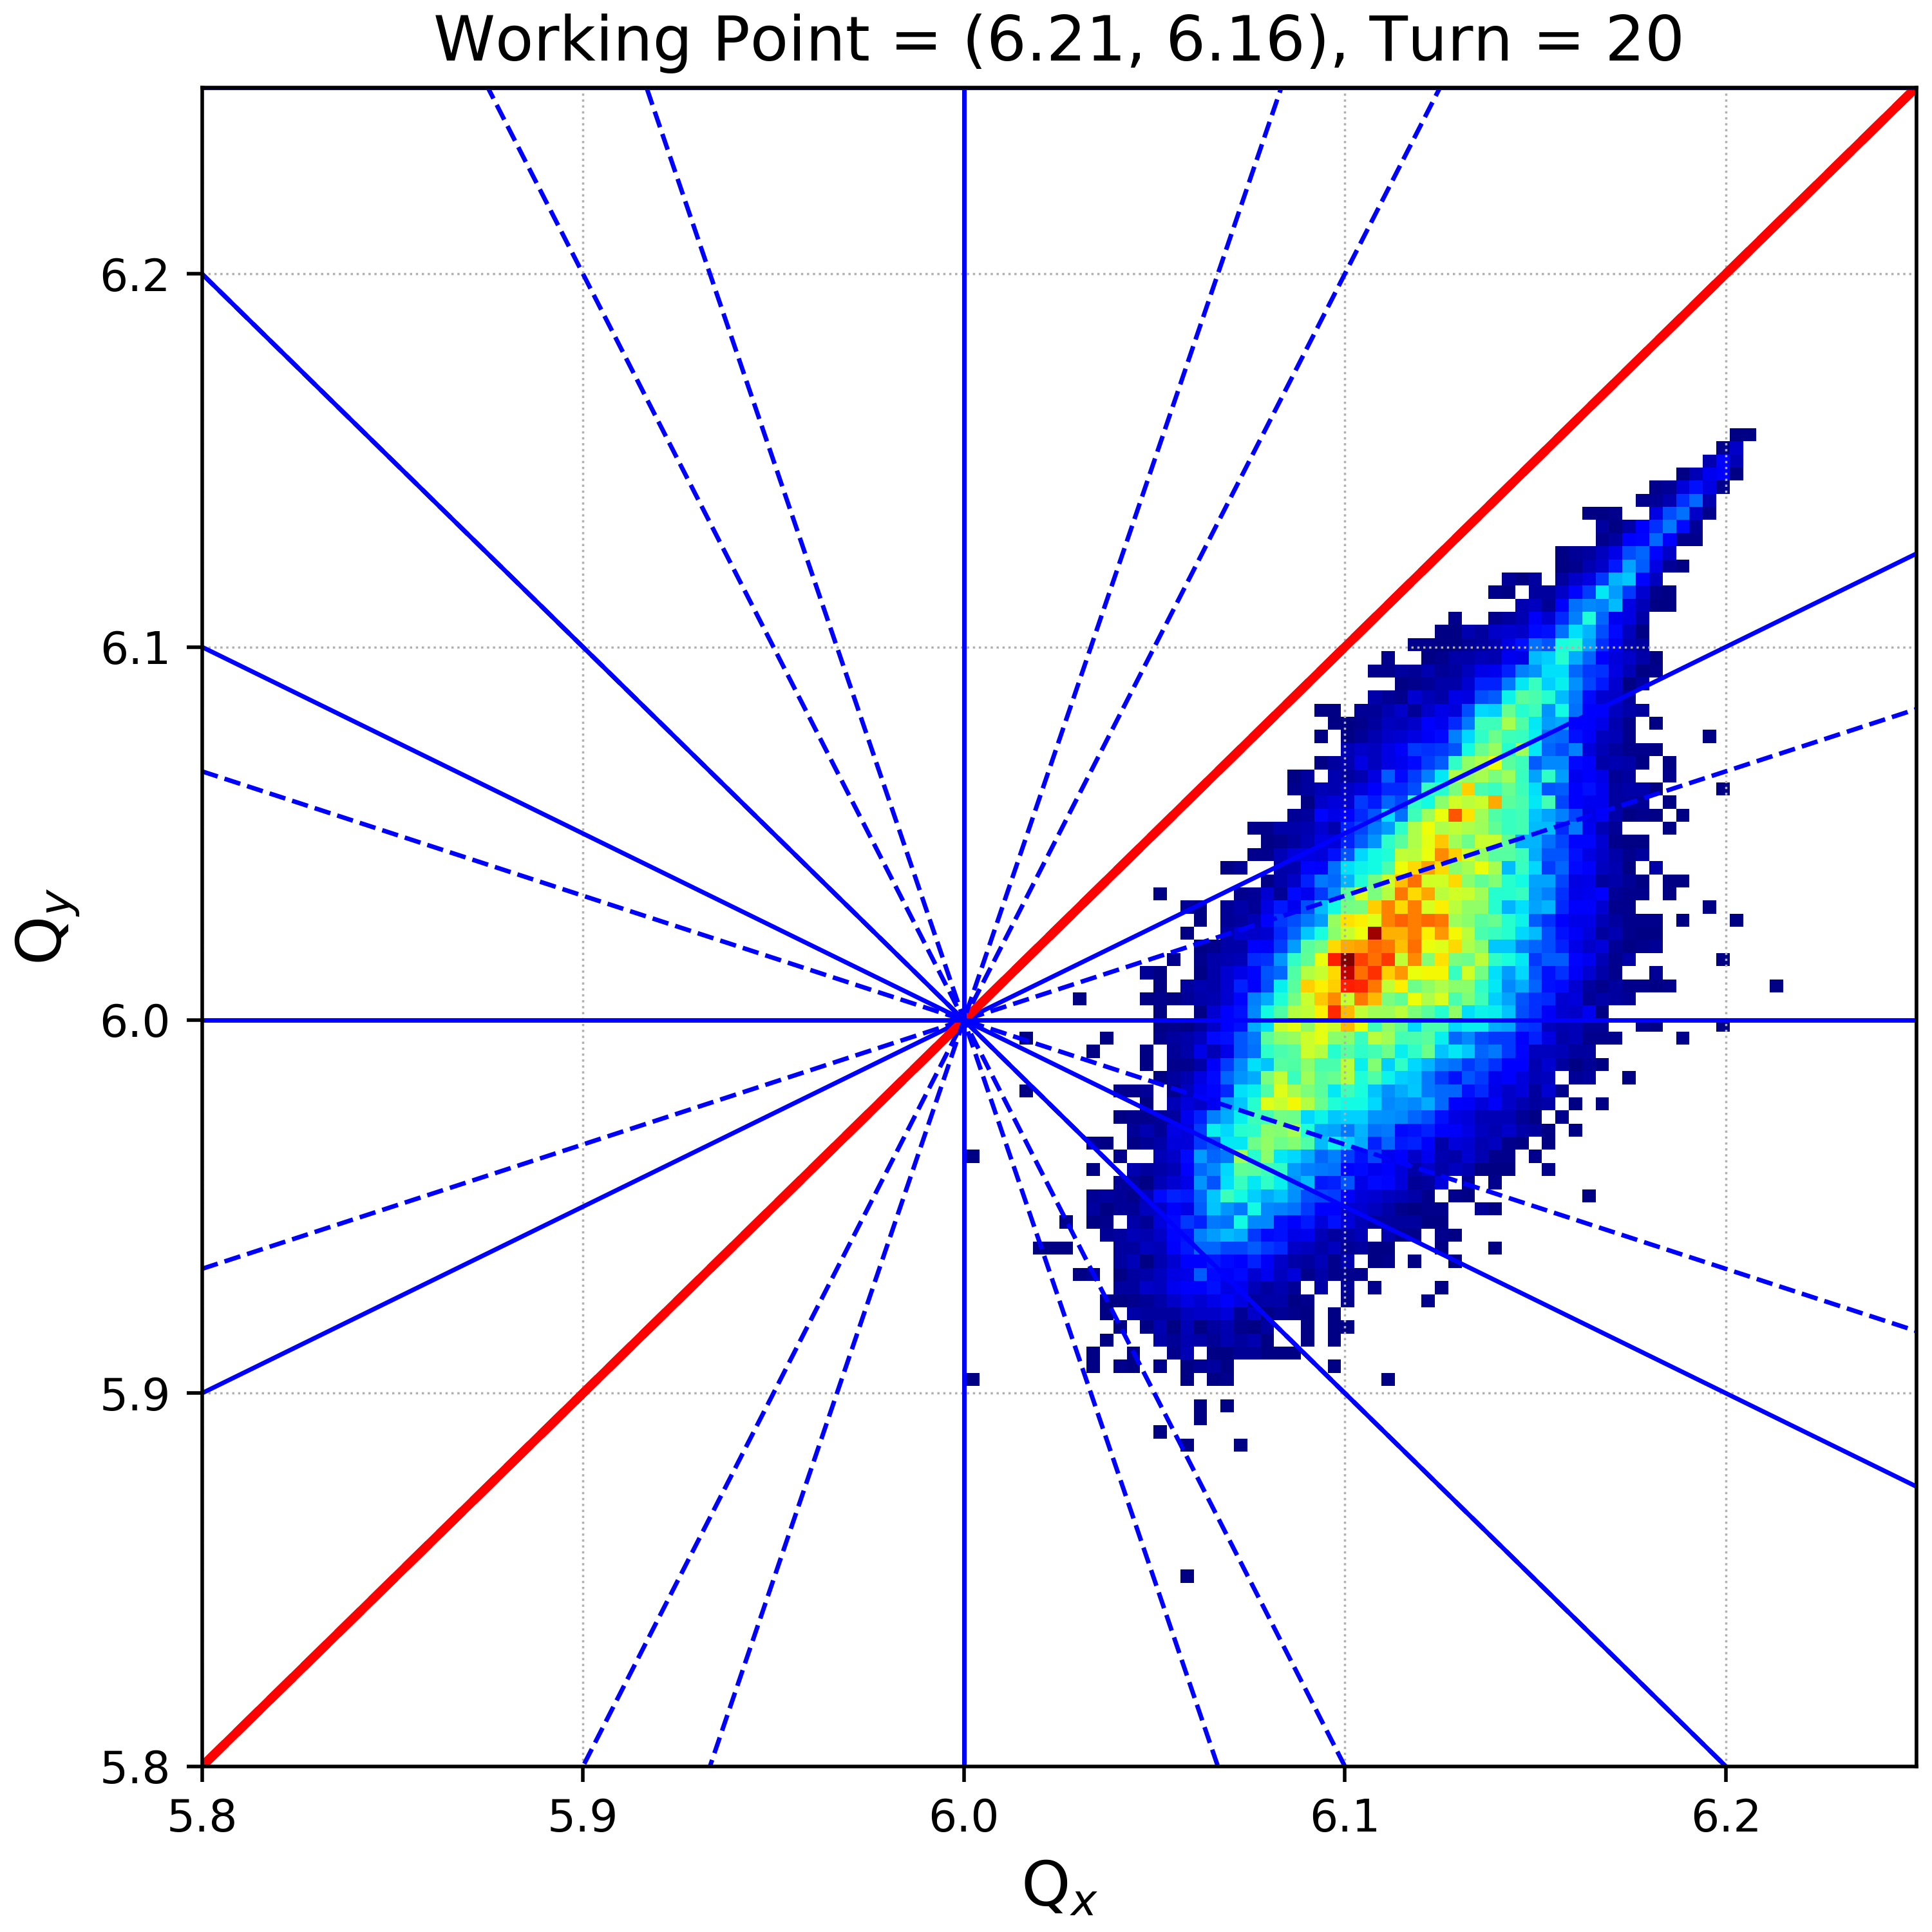 Working Point = (6.21, 6.16), Turn = 20
6.2
6.1
6.0
5.9
5.8
Qy
5.8 5.9 6.0 6.1 6.2
Qx